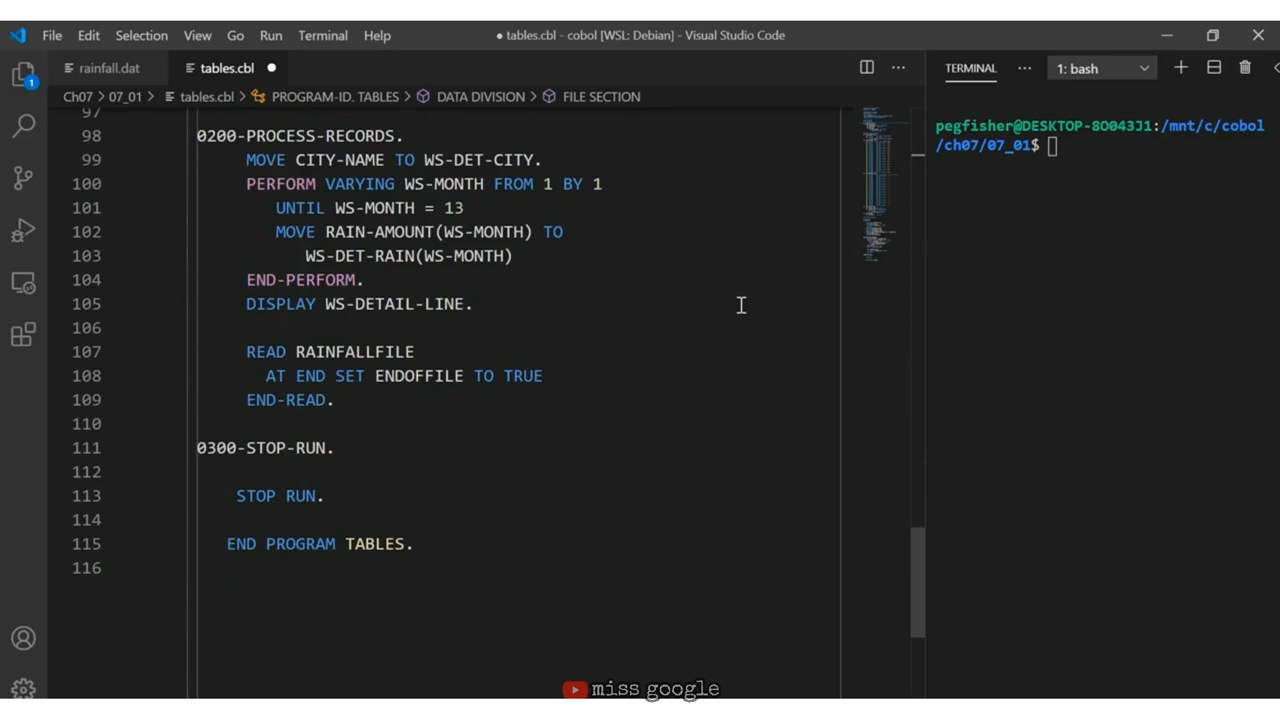 File Edit Selection View Go Run Terminal Help ● tables.cbl - cobol [WSL: Debian] - Visual Studio Code
rainfall.dat tables.cbl ●
Ch07 > 07_01 > tables.cbl > PROGRAM-ID. TABLES > DATA DIVISION > FILE SECTION
97
98 0200-PROCESS-RECORDS.
99 MOVE CITY-NAME TO WS-DET-CITY.
100 PERFORM VARYING WS-MONTH FROM 1 BY 1
101 UNTIL WS-MONTH = 13
102 MOVE RAIN-AMOUNT(WS-MONTH) TO
103 WS-DET-RAIN(WS-MONTH)
104 END-PERFORM.
105 DISPLAY WS-DETAIL-LINE.
106
107 READ RAINFALLFILE
108 AT END SET ENDOFFILE TO TRUE
109 END-READ.
110
111 0300-STOP-RUN.
112
113 STOP RUN.
114
115 END PROGRAM TABLES.
116
1
TERMINAL ··· 1: bash
pegfisher@DESKTOP-8O043J1:/mnt/c/cobol
/ch07/07_01$
miss google